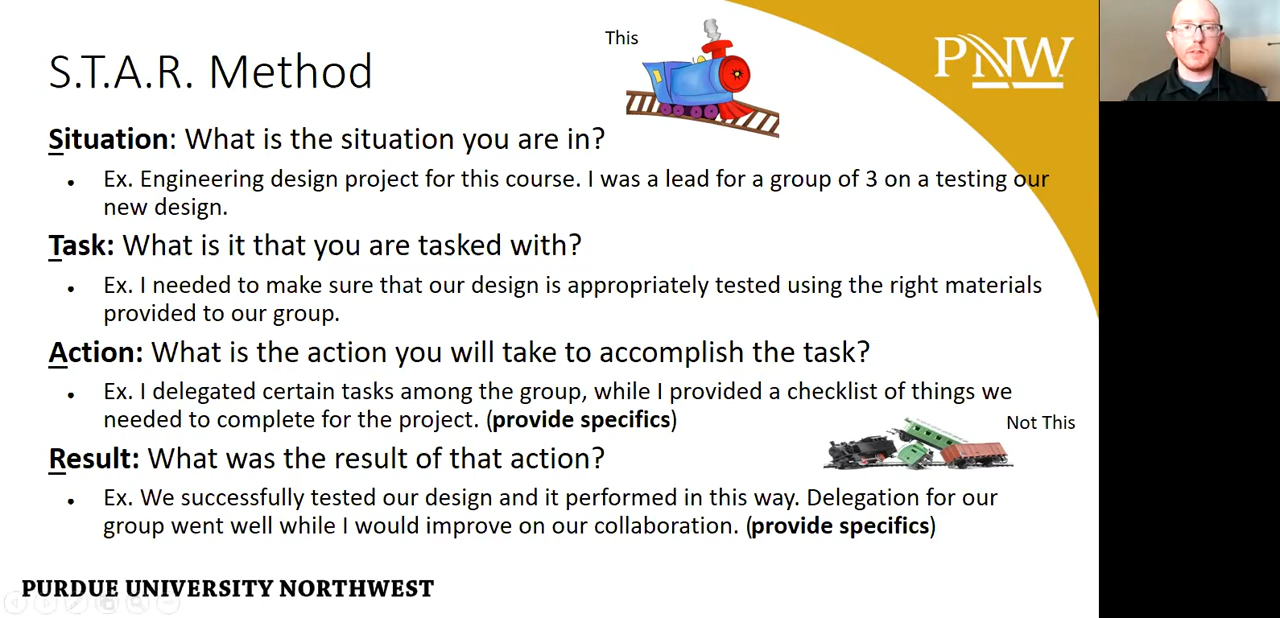 This
S.T.A.R. Method
PNW
Situation: What is the situation you are in?
• Ex. Engineering design project for this course. I was a lead for a group of 3 on a testing our
new design.
Task: What is it that you are tasked with?
• Ex. I needed to make sure that our design is appropriately tested using the right materials
provided to our group.
Action: What is the action you will take to accomplish the task?
• Ex. I delegated certain tasks among the group, while I provided a checklist of things we
needed to complete for the project. (provide specifics)
Not This
Result: What was the result of that action?
• Ex. We successfully tested our design and it performed in this way. Delegation for our
group went well while I would improve on our collaboration. (provide specifics)
PURDUE UNIVERSITY NORTHWEST